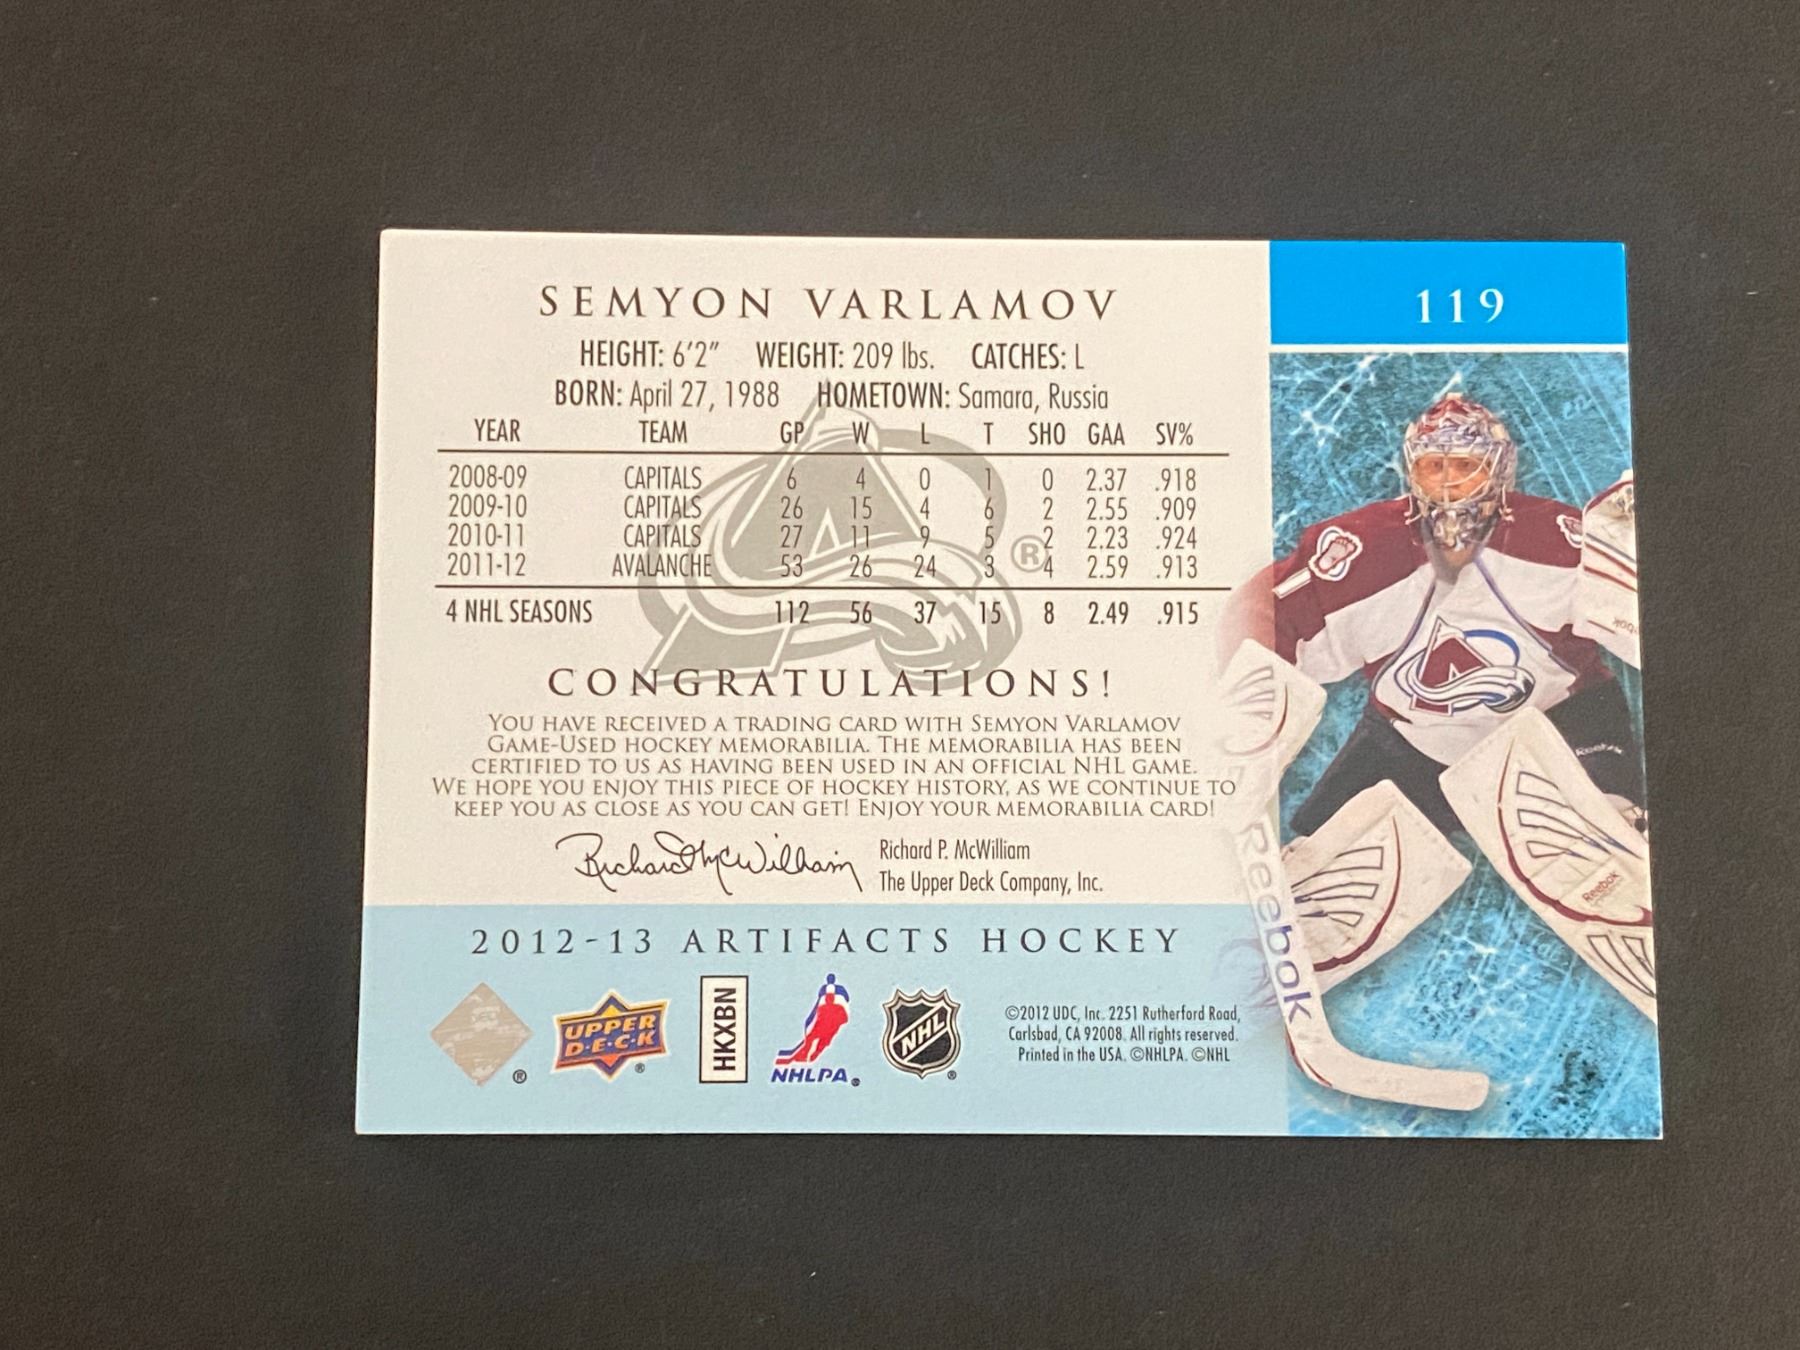 SEMYON VARLAMOV
HEIGHT: 6'2" WEIGHT: 209 lbs. CATCHES: L
BORN: April 27, 1988 HOMETOWN: Samara, Russia
YEAR TEAM GP W L T SHO GAA SV%
2008-09 CAPITALS 6 4 0 1 0 2.37 .918
2009-10 CAPITALS 26 15 4 6 2 2.55 .909
2010-11 CAPITALS 27 11 9 5 2 2.23 .924
2011-12 AVALANCHE 53 26 24 3 4 2.59 .913
4 NHL SEASONS 112 56 37 15 8 2.49 .915
®
CONGRATULATIONS!
YOU HAVE RECEIVED A TRADING CARD WITH SEMYON VARLAMOV
GAME-USED HOCKEY MEMORABILIA. THE MEMORABILIA HAS BEEN
CERTIFIED TO US AS HAVING BEEN USED IN AN OFFICIAL NHL GAME.
WE HOPE YOU ENJOY THIS PIECE OF HOCKEY HISTORY, AS WE CONTINUE TO
KEEP YOU AS CLOSE AS YOU CAN GET! ENJOY YOUR MEMORABILIA CARD!
Richard McWilliam
Richard P. McWilliam
The Upper Deck Company, Inc.
2012-13 ARTIFACTS HOCKEY
®
UPPER
D·E·C·K
®
HKXBN
NHLPA®
NHL
®
©2012 UDC, Inc. 2251 Rutherford Road,
Carlsbad, CA 92008. All rights reserved.
Printed in the USA. ©NHLPA. ©NHL
119
Reebok
Reebok
Reebok
Reebok